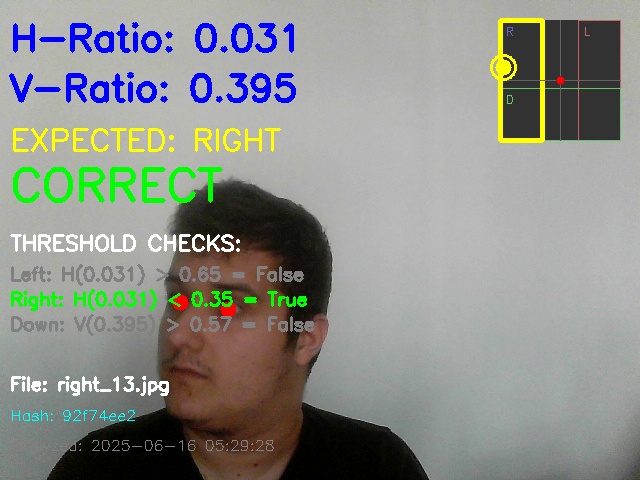 H-Ratio: 0.031
V-Ratio: 0.395
EXPECTED: RIGHT
CORRECT
THRESHOLD CHECKS:
Left: H(0.031) > 0.65 = False
Right: H(0.031) < 0.35 = True
Down: V(0.395) > 0.57 = False
File: right_13.jpg
Hash: 92f74ee2
2025-06-16 05:29:28
R
L
D